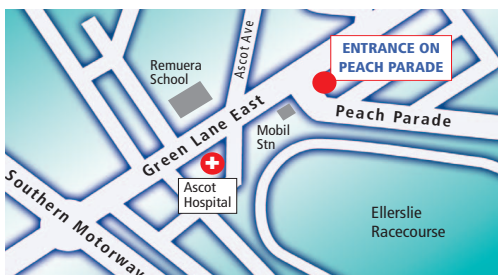 Ascot Ave
ENTRANCE ON
PEACH PARADE
Remuera
School
Green Lane East
Mobil
Stn
Peach Parade
Ascot
Hospital
Southern Motorway
Ellerslie
Racecourse